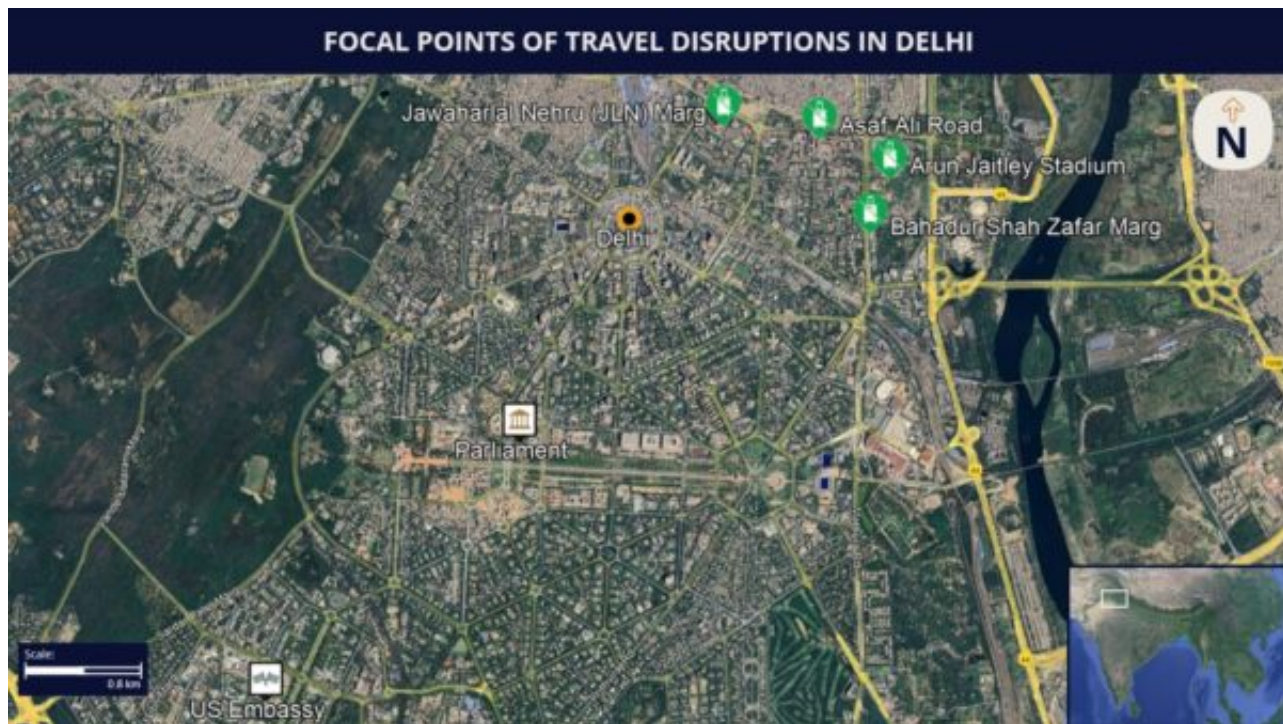 FOCAL POINTS OF TRAVEL DISRUPTIONS IN DELHI
Jawaharlal Nehru (JLN) Marg
Asaf Ali Road
N
Arun Jaitley Stadium
Bahadur Shah Zafar Marg
Delhi
Parliament
Scale:
0.8 km
US Embassy